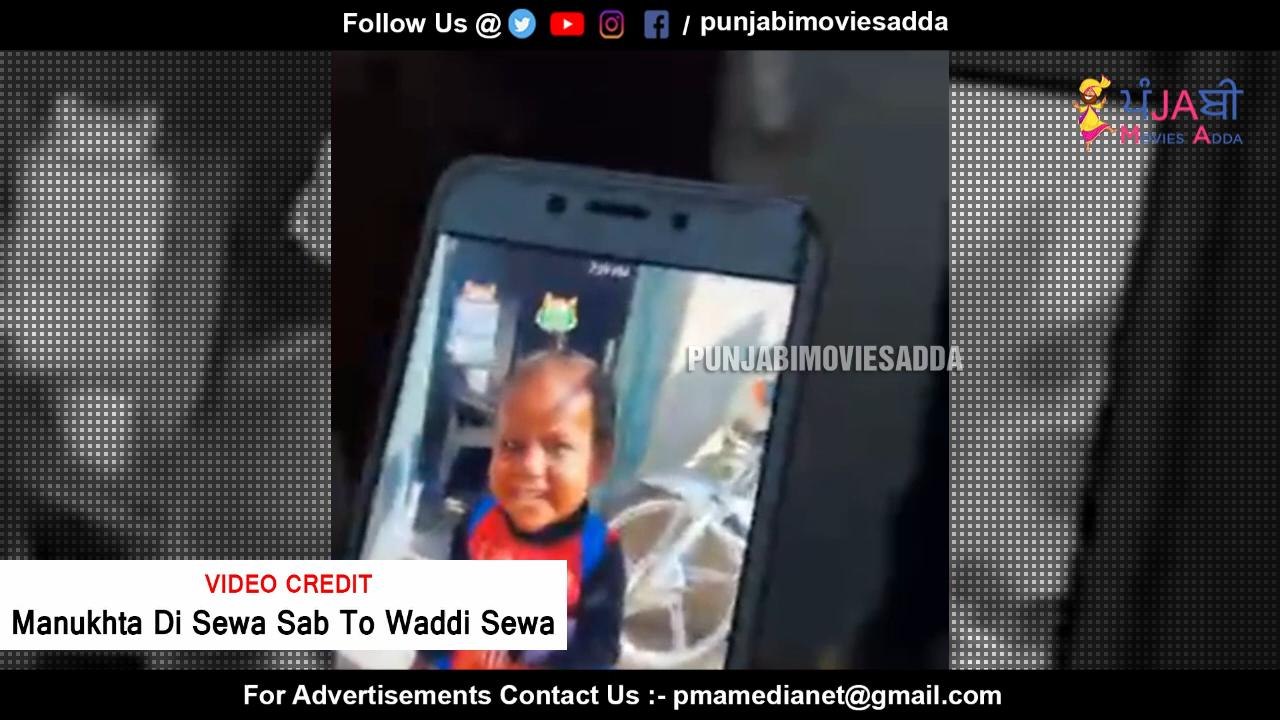 Follow Us @ / punjabimoviesadda
ਪੰJAਬੀ
MOVIES ADDA
PUNJABIMOVIESADDA
VIDEO CREDIT
Manukhta Di Sewa Sab To Waddi Sewa
For Advertisements Contact Us :- pmamedianet@gmail.com